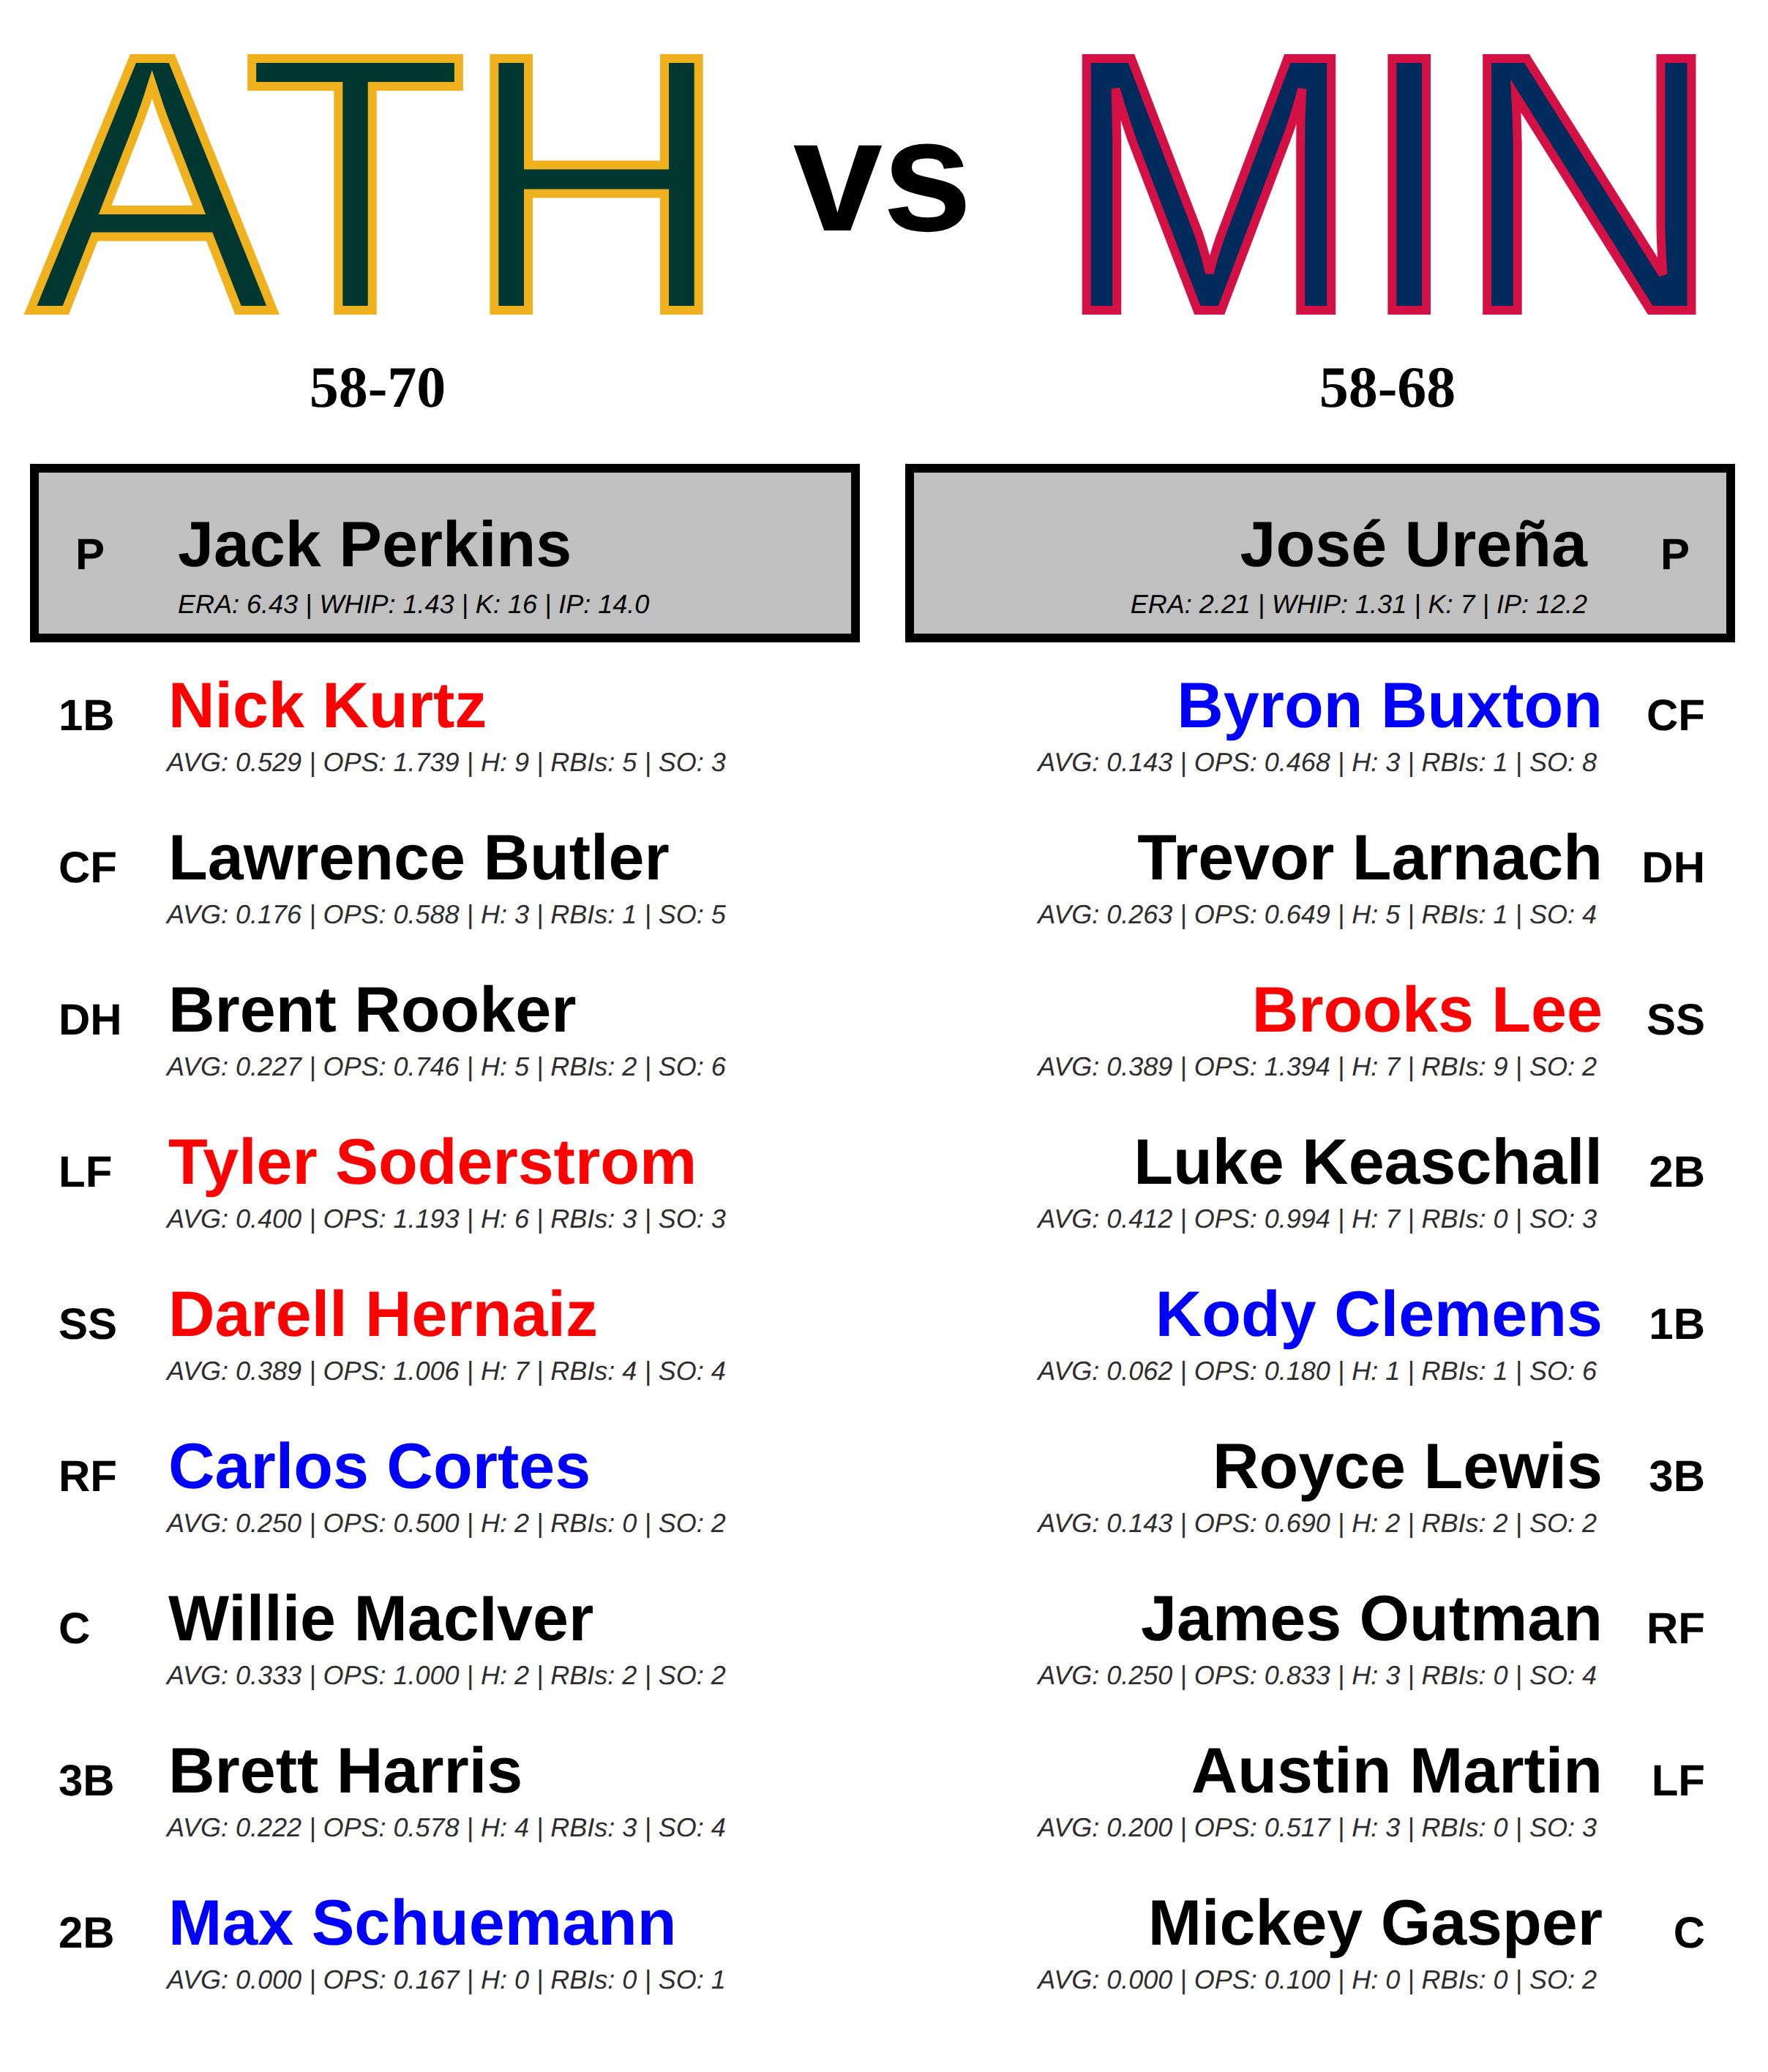 ATH vs MIN
58-70
58-68
P Jack Perkins
ERA: 6.43 | WHIP: 1.43 | K: 16 | IP: 14.0
José Ureña P
ERA: 2.21 | WHIP: 1.31 | K: 7 | IP: 12.2
1B Nick Kurtz
AVG: 0.529 | OPS: 1.739 | H: 9 | RBIs: 5 | SO: 3
CF Lawrence Butler
AVG: 0.176 | OPS: 0.588 | H: 3 | RBIs: 1 | SO: 5
DH Brent Rooker
AVG: 0.227 | OPS: 0.746 | H: 5 | RBIs: 2 | SO: 6
LF Tyler Soderstrom
AVG: 0.400 | OPS: 1.193 | H: 6 | RBIs: 3 | SO: 3
SS Darell Hernaiz
AVG: 0.389 | OPS: 1.006 | H: 7 | RBIs: 4 | SO: 4
RF Carlos Cortes
AVG: 0.250 | OPS: 0.500 | H: 2 | RBIs: 0 | SO: 2
C Willie MacIver
AVG: 0.333 | OPS: 1.000 | H: 2 | RBIs: 2 | SO: 2
3B Brett Harris
AVG: 0.222 | OPS: 0.578 | H: 4 | RBIs: 3 | SO: 4
2B Max Schuemann
AVG: 0.000 | OPS: 0.167 | H: 0 | RBIs: 0 | SO: 1
Byron Buxton CF
AVG: 0.143 | OPS: 0.468 | H: 3 | RBIs: 1 | SO: 8
Trevor Larnach DH
AVG: 0.263 | OPS: 0.649 | H: 5 | RBIs: 1 | SO: 4
Brooks Lee SS
AVG: 0.389 | OPS: 1.394 | H: 7 | RBIs: 9 | SO: 2
Luke Keaschall 2B
AVG: 0.412 | OPS: 0.994 | H: 7 | RBIs: 0 | SO: 3
Kody Clemens 1B
AVG: 0.062 | OPS: 0.180 | H: 1 | RBIs: 1 | SO: 6
Royce Lewis 3B
AVG: 0.143 | OPS: 0.690 | H: 2 | RBIs: 2 | SO: 2
James Outman RF
AVG: 0.250 | OPS: 0.833 | H: 3 | RBIs: 0 | SO: 4
Austin Martin LF
AVG: 0.200 | OPS: 0.517 | H: 3 | RBIs: 0 | SO: 3
Mickey Gasper C
AVG: 0.000 | OPS: 0.100 | H: 0 | RBIs: 0 | SO: 2